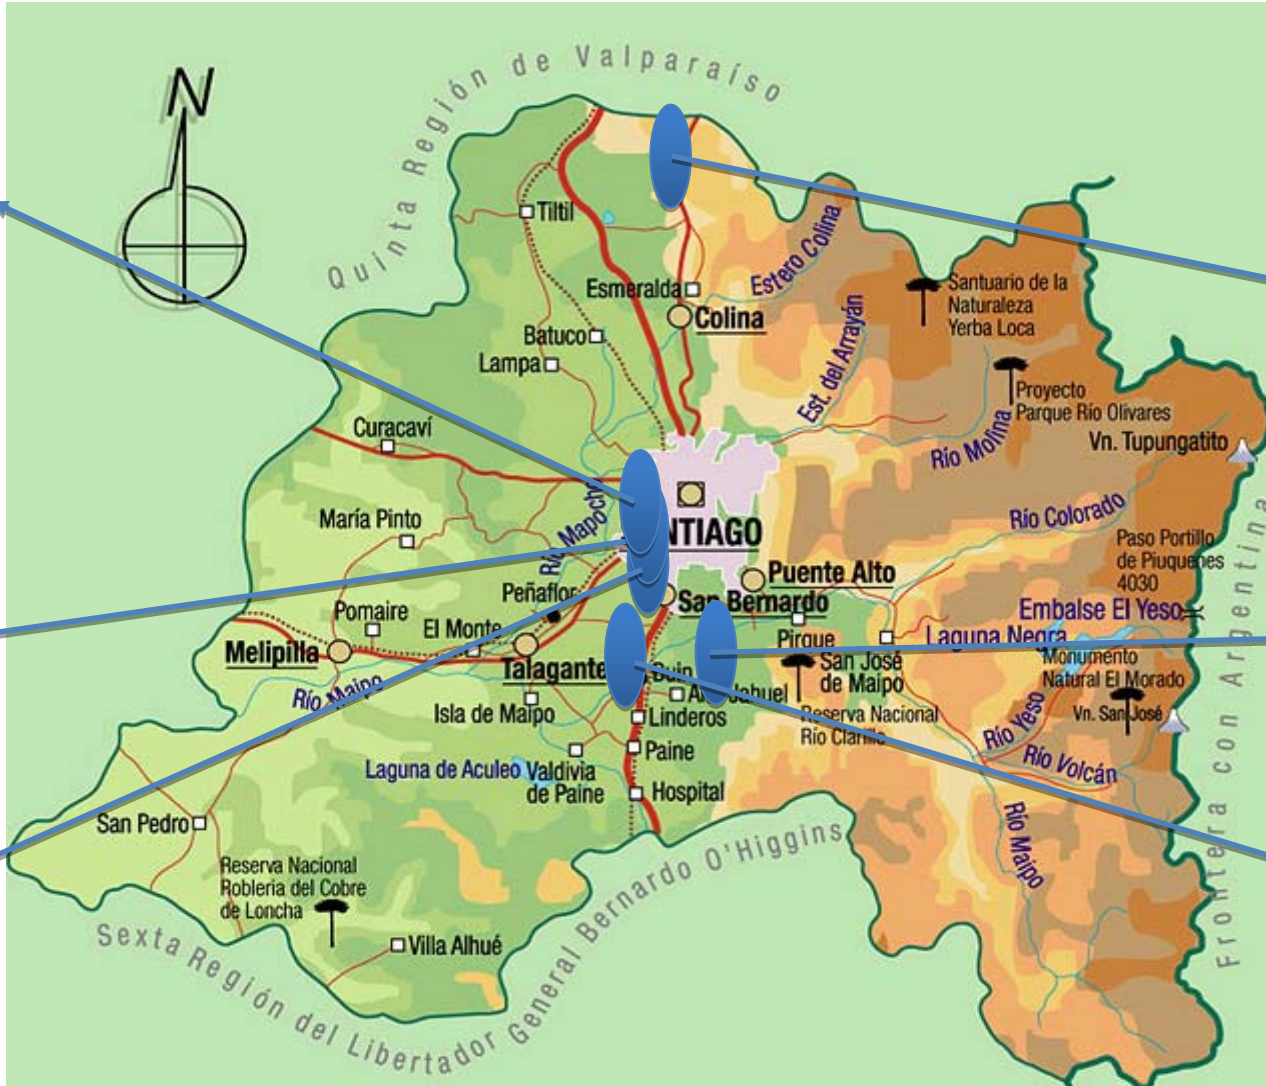 N
Quinta Región de Valparaíso
Tiltil
Esmeralda
Estero Colina
Colina
Santuario de la
Naturaleza
Yerba Loca
Batuco
Lampa
Est. del Arrayán
Proyecto
Parque Río Olivares
Curacaví
Río Molina
Vn. Tupungatito
María Pinto
Río Mapocho
NTIAGO
Río Colorado
Paso Portillo
de Piuquenes
4030
Peñaflor
Puente Alto
San Bernardo
Embalse El Yeso
Pomaire
El Monte
Pirque
Laguna Negra
Melipilla
Talagante
San José
de Maipo
Monumento
Natural El Morado
Río Maipo
Isla de Maipo
Linderos
Reserva Nacional
Río Clarillo
Río Yeso
Vn. San José
Paine
Laguna de Aculeo
Valdivia
de Paine
Río Volcán
Hospital
San Pedro
Río Maipo
Reserva Nacional
Robleria del Cobre
de Loncha
Villa Alhué
Sexta Región del Libertador General Bernardo O'Higgins
Frontera con Argentina